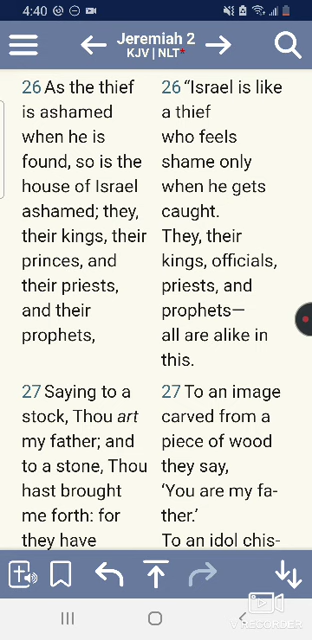 4:40
Jeremiah 2
KJV | NLT*
26 As the thief
is ashamed
when he is
found, so is the
house of Israel
ashamed; they,
their kings, their
princes, and
their priests,
and their
prophets,
26 “Israel is like
a thief
who feels
shame only
when he gets
caught.
They, their
kings, officials,
priests, and
prophets—
all are alike in
this.
27 Saying to a
stock, Thou art
my father; and
to a stone, Thou
hast brought
me forth: for
they have
27 To an image
carved from a
piece of wood
they say,
‘You are my fa-
ther.’
To an idol chis-
V RECORDER